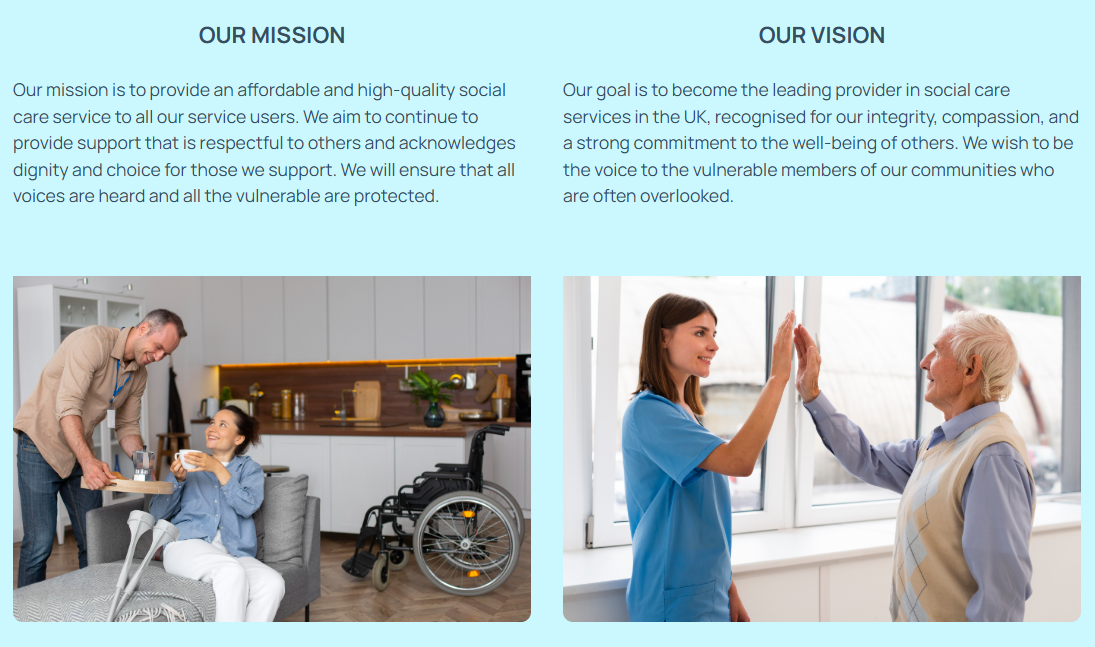 OUR MISSION
Our mission is to provide an affordable and high-quality social
care service to all our service users. We aim to continue to
provide support that is respectful to others and acknowledges
dignity and choice for those we support. We will ensure that all
voices are heard and all the vulnerable are protected.
OUR VISION
Our goal is to become the leading provider in social care
services in the UK, recognised for our integrity, compassion, and
a strong commitment to the well-being of others. We wish to be
the voice to the vulnerable members of our communities who
are often overlooked.